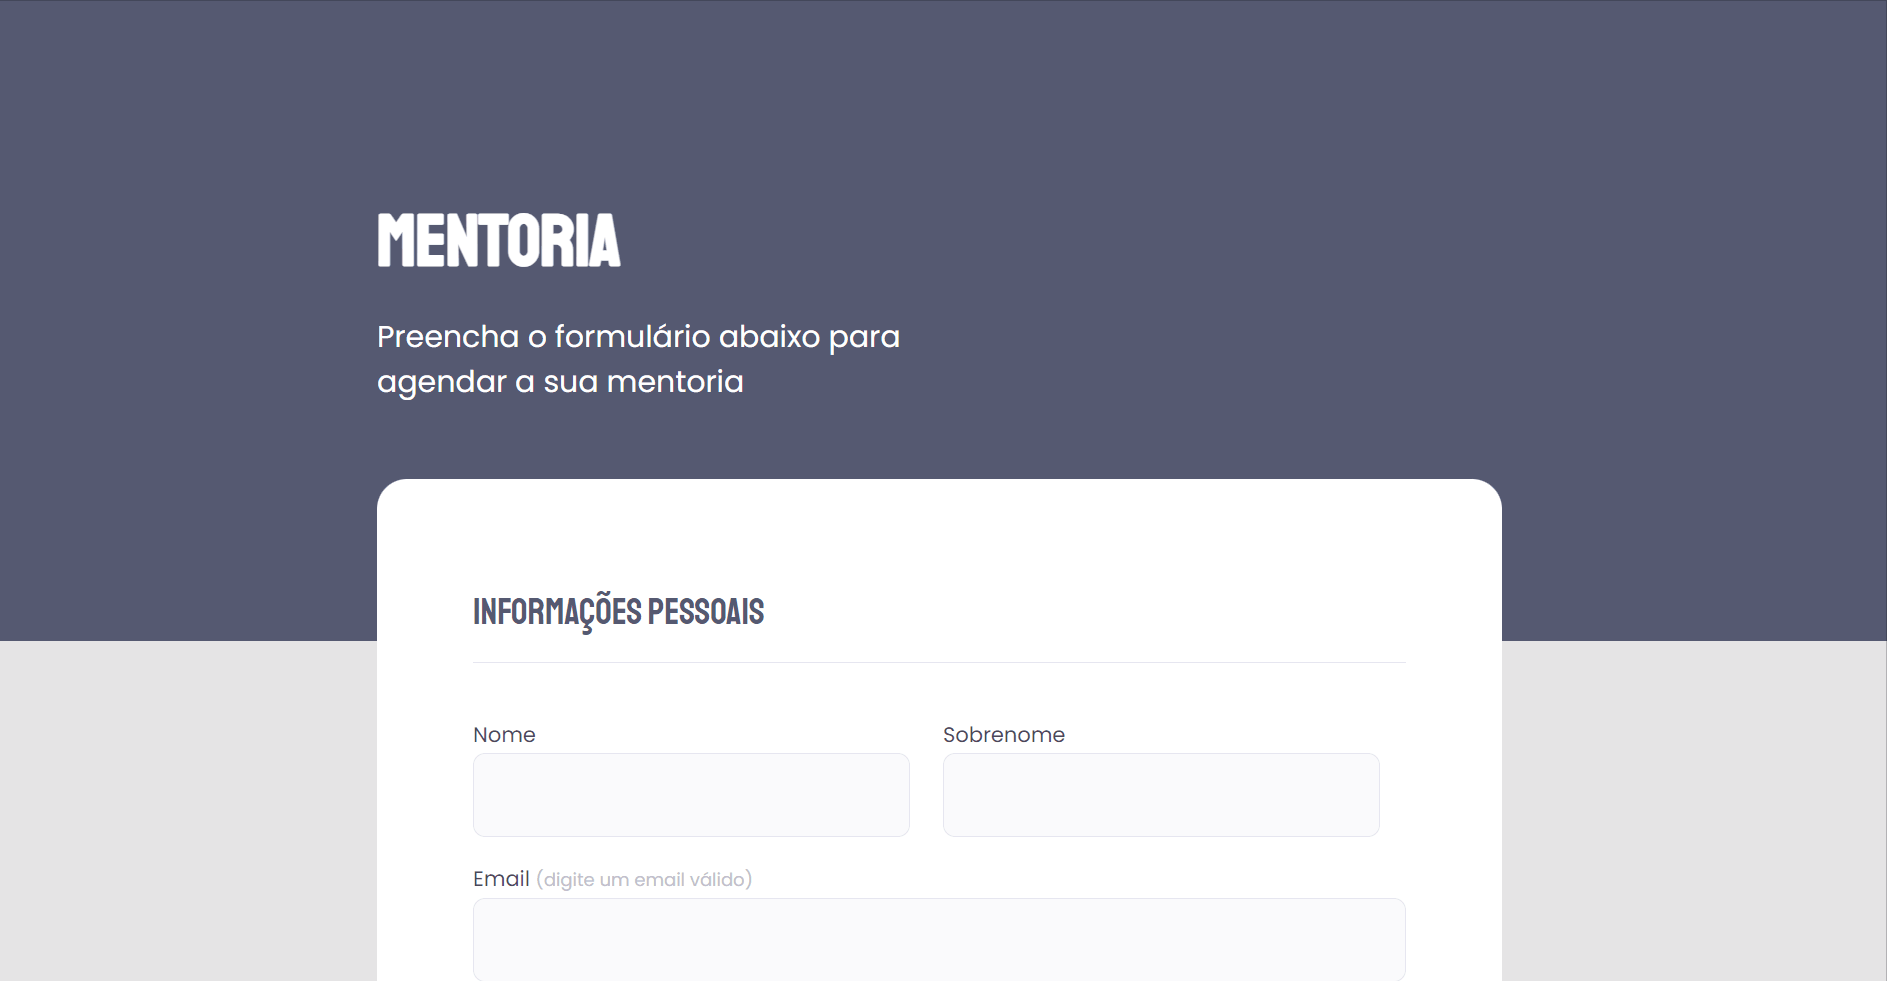 MENTORIA
Preencha o formulário abaixo para
agendar a sua mentoria
INFORMAÇÕES PESSOAIS
Nome
Sobrenome
Email (digite um email válido)